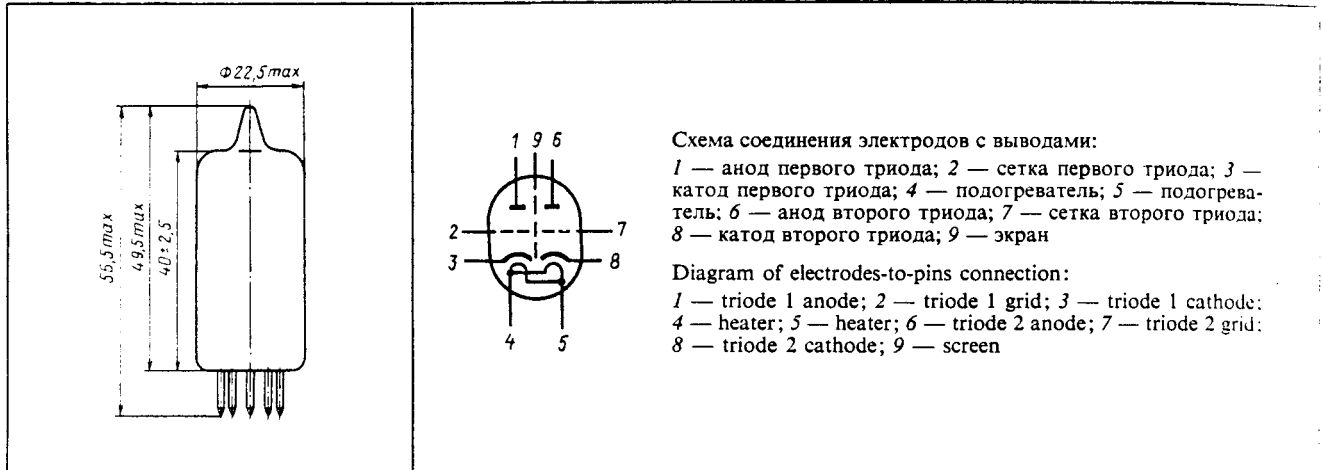 Ф22,5max
55,5max
49,5max
40±2,5
1 9 6
2
7
3
8
4
5
Схема соединения электродов с выводами:
1 — анод первого триода; 2 — сетка первого триода; 3 —
катод первого триода; 4 — подогреватель; 5 — подогрева-
тель; 6 — анод второго триода; 7 — сетка второго триода;
8 — катод второго триода; 9 — экран
Diagram of electrodes-to-pins connection:
1 — triode 1 anode; 2 — triode 1 grid; 3 — triode 1 cathode;
4 — heater; 5 — heater; 6 — triode 2 anode; 7 — triode 2 grid;
8 — triode 2 cathode; 9 — screen